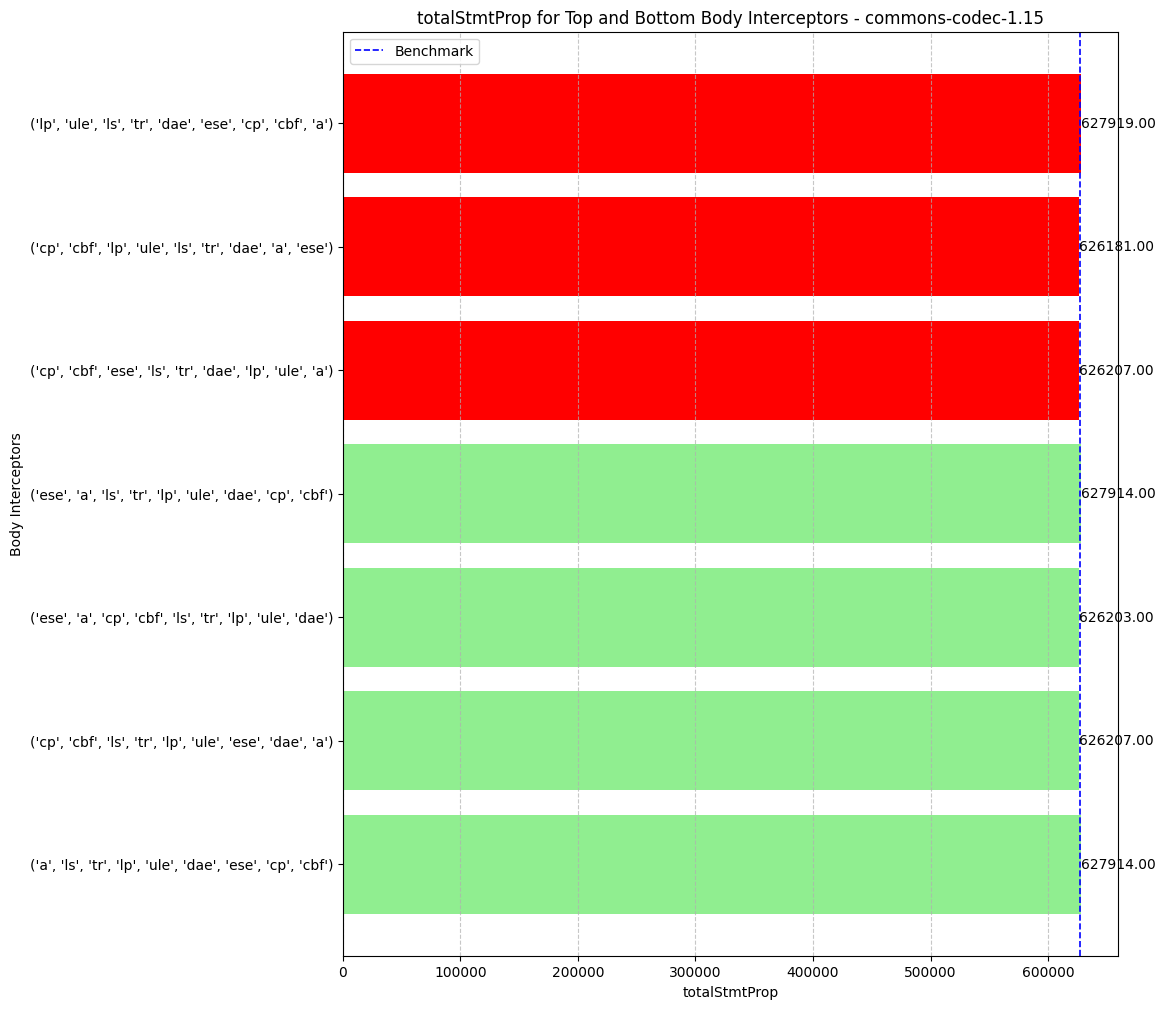 totalStmtProp for Top and Bottom Body Interceptors - commons-codec-1.15
Benchmark
('lp', 'ule', 'ls', 'tr', 'dae', 'ese', 'cp', 'cbf', 'a')
627919.00
('cp', 'cbf', 'lp', 'ule', 'ls', 'tr', 'dae', 'a', 'ese')
626181.00
('cp', 'cbf', 'ese', 'ls', 'tr', 'dae', 'lp', 'ule', 'a')
626207.00
('ese', 'a', 'ls', 'tr', 'lp', 'ule', 'dae', 'cp', 'cbf')
627914.00
('ese', 'a', 'cp', 'cbf', 'ls', 'tr', 'lp', 'ule', 'dae')
626203.00
('cp', 'cbf', 'ls', 'tr', 'lp', 'ule', 'ese', 'dae', 'a')
626207.00
('a', 'ls', 'tr', 'lp', 'ule', 'dae', 'ese', 'cp', 'cbf')
627914.00
Body Interceptors
0 100000 200000 300000 400000 500000 600000
totalStmtProp